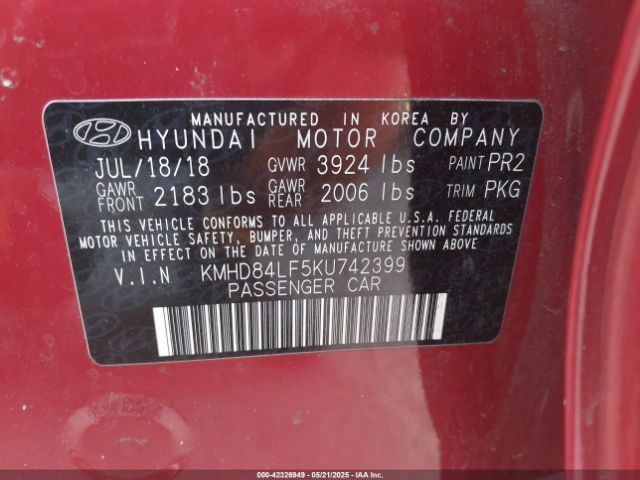 MANUFACTURED IN KOREA BY
HYUNDAI MOTOR COMPANY
JUL/18/18 GVWR 3924 lbs PAINT PR2
GAWR FRONT 2183 lbs GAWR REAR 2006 lbs TRIM PKG
THIS VEHICLE CONFORMS TO ALL APPLICABLE U.S.A. FEDERAL
MOTOR VEHICLE SAFETY, BUMPER, AND THEFT PREVENTION STANDARDS
IN EFFECT ON THE DATE OF MANUFACTURE SHOWN ABOVE.
V.I.N KMHD84LF5KU742399
PASSENGER CAR
000-42326949 - 05/21/2025 - IAAI.com